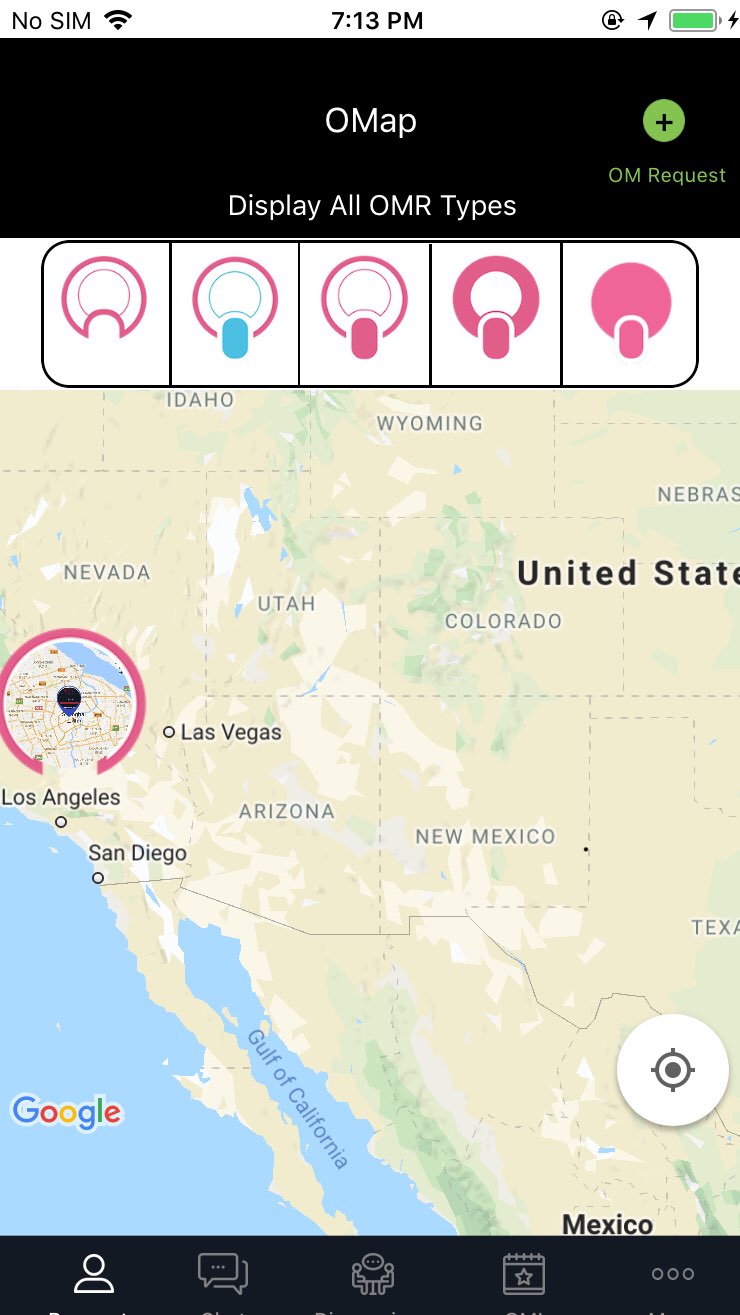 No SIM 7:13 PM
OMap
OM Request
Display All OMR Types
IDAHO
WYOMING
NEBRAS
NEVADA
United State
UTAH
COLORADO
Las Vegas
Los Angeles
ARIZONA
NEW MEXICO
San Diego
TEXA
Gulf of California
Google
Mexico